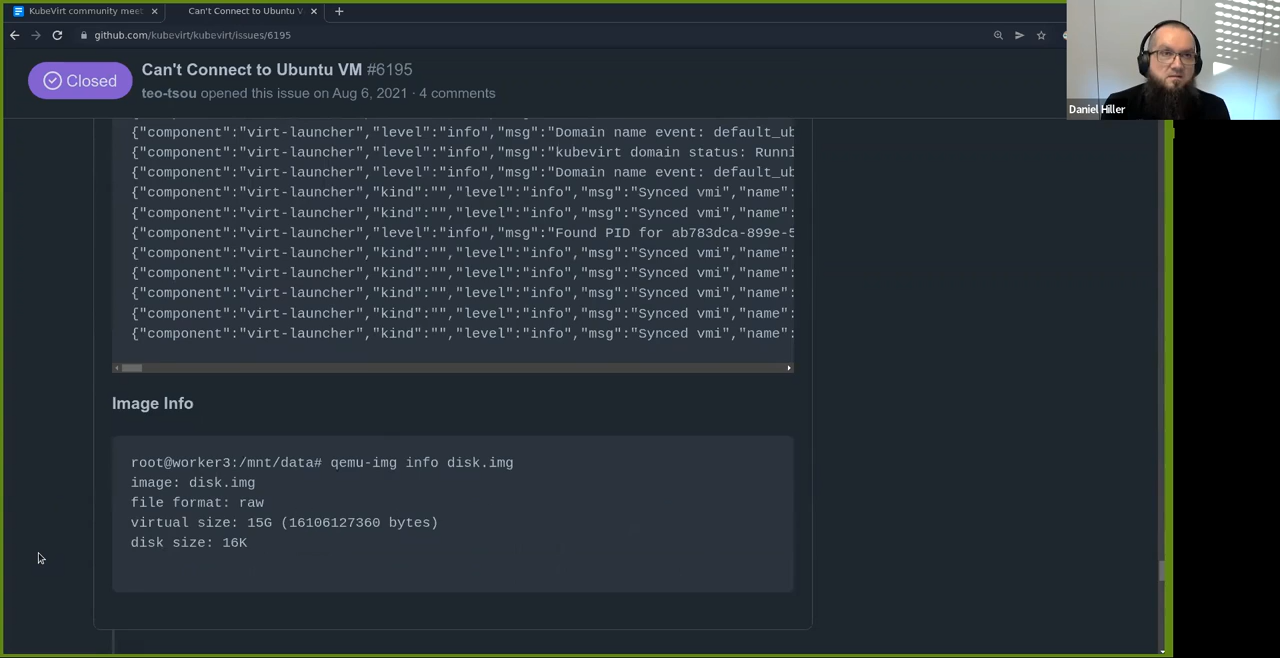 KubeVirt community meet
Can't Connect to Ubuntu V
github.com/kubevirt/kubevirt/issues/6195
Closed
Can't Connect to Ubuntu VM #6195
teo-tsou opened this issue on Aug 6, 2021 · 4 comments
Daniel Hiller
{"component":"virt-launcher","level":"info","msg":"Domain name event: default_ub
{"component":"virt-launcher","level":"info","msg":"kubevirt domain status: Runni
{"component":"virt-launcher","level":"info","msg":"Domain name event: default_ub
{"component":"virt-launcher","kind":"","level":"info","msg":"Synced vmi","name":
{"component":"virt-launcher","kind":"","level":"info","msg":"Synced vmi","name":
{"component":"virt-launcher","level":"info","msg":"Found PID for ab783dca-899e-5
{"component":"virt-launcher","kind":"","level":"info","msg":"Synced vmi","name":
{"component":"virt-launcher","kind":"","level":"info","msg":"Synced vmi","name":
{"component":"virt-launcher","kind":"","level":"info","msg":"Synced vmi","name":
{"component":"virt-launcher","kind":"","level":"info","msg":"Synced vmi","name":
{"component":"virt-launcher","kind":"","level":"info","msg":"Synced vmi","name":
Image Info
root@worker3:/mnt/data# qemu-img info disk.img
image: disk.img
file format: raw
virtual size: 15G (16106127360 bytes)
disk size: 16K